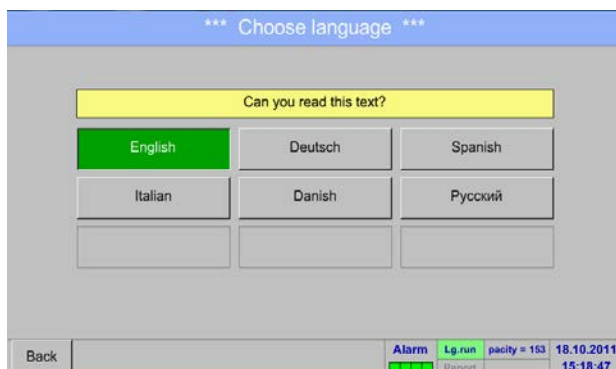 *** Choose language ***
Can you read this text?
English Deutsch Spanish
Italian Danish Русский
Back Alarm Lg.run pacity = 153 18.10.2011
Report 15:18:47